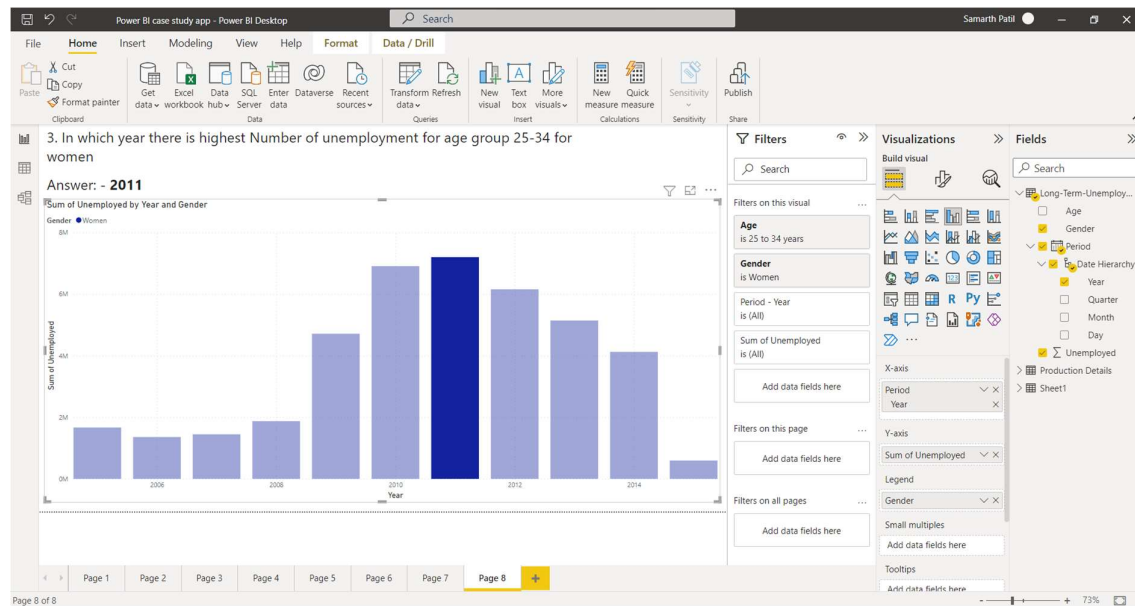 Power BI case study app - Power BI Desktop
Search
Samarth Patil
File Home Insert Modeling View Help Format Data / Drill
Paste
Cut
Copy
Format painter
Clipboard
Get data
Excel workbook
Data hub
SQL Server
Enter data
Dataverse
Recent sources
Data
Transform data
Refresh
Queries
New visual
Text box
More visuals
Insert
New measure
Quick measure
Calculations
Sensitivity
Sensitivity
Publish
Share
3. In which year there is highest Number of unemployment for age group 25-34 for
women
Answer: - 2011
Sum of Unemployed by Year and Gender
Gender Women
8M
6M
4M
2M
0M
Sum of Unemployed
2006 2008 2010 2012 2014
Year
Filters
Search
Filters on this visual ...
Age
is 25 to 34 years
Gender
is Women
Period - Year
is (All)
Sum of Unemployed
is (All)
Add data fields here
Filters on this page ...
Add data fields here
Filters on all pages ...
Add data fields here
Visualizations
Build visual
123
R Py
...
X-axis
Period
Year
Y-axis
Sum of Unemployed
Legend
Gender
Small multiples
Add data fields here
Tooltips
Add data fields here
Fields
Search
Long-Term-Unemploy...
Age
Gender
Period
Date Hierarchy
Year
Quarter
Month
Day
Σ Unemployed
Production Details
Sheet1
Page 1 Page 2 Page 3 Page 4 Page 5 Page 6 Page 7 Page 8 +
Page 8 of 8
- + 73%